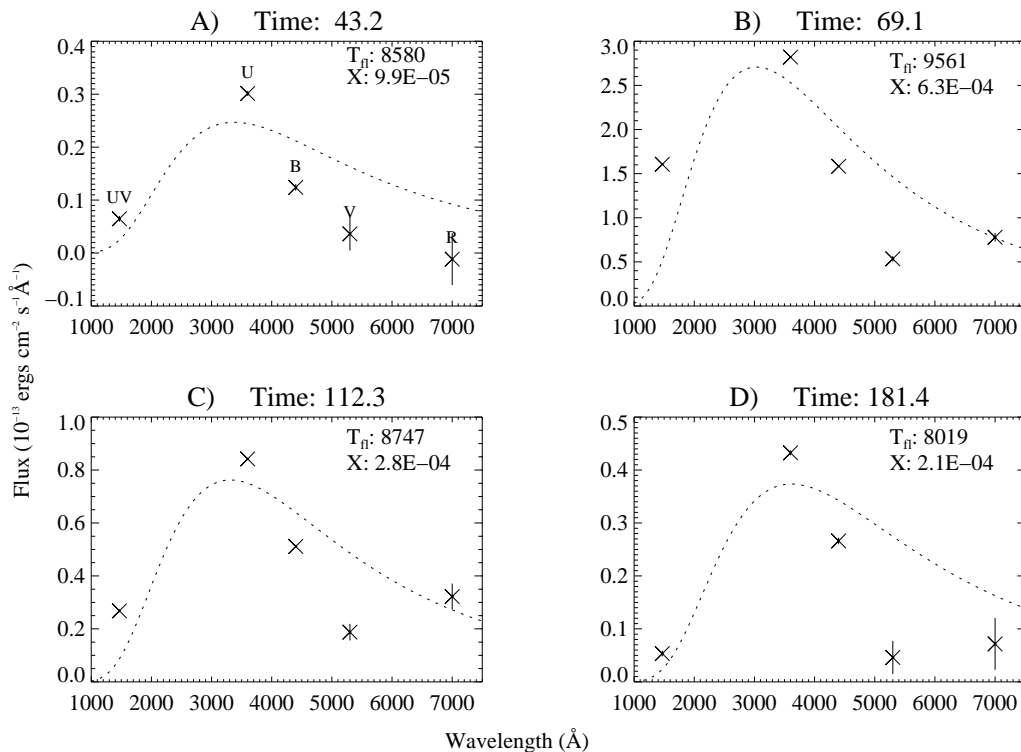 A) Time: 43.2
T_fl: 8580
X: 9.9E−05
0.4
0.3
0.2
0.1
0.0
−0.1
UV
U
B
V
R
1000 2000 3000 4000 5000 6000 7000
B) Time: 69.1
T_fl: 9561
X: 6.3E−04
3.0
2.5
2.0
1.5
1.0
0.5
0.0
1000 2000 3000 4000 5000 6000 7000
C) Time: 112.3
T_fl: 8747
X: 2.8E−04
1.0
0.8
0.6
0.4
0.2
0.0
1000 2000 3000 4000 5000 6000 7000
D) Time: 181.4
T_fl: 8019
X: 2.1E−04
0.5
0.4
0.3
0.2
0.1
0.0
1000 2000 3000 4000 5000 6000 7000
Flux (10⁻¹³ ergs cm⁻² s⁻¹Å⁻¹)
Wavelength (Å)